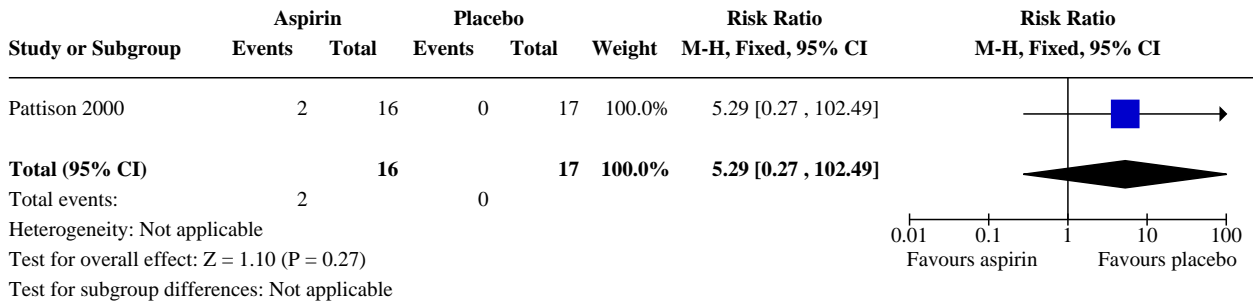 Aspirin Placebo Risk Ratio Risk Ratio
Study or Subgroup Events Total Events Total Weight M-H, Fixed, 95% CI M-H, Fixed, 95% CI
Pattison 2000 2 16 0 17 100.0% 5.29 [0.27 , 102.49]
Total (95% CI) 16 17 100.0% 5.29 [0.27 , 102.49]
Total events: 2 0
Heterogeneity: Not applicable
Test for overall effect: Z = 1.10 (P = 0.27)
Test for subgroup differences: Not applicable
0.01 0.1 1 10 100
Favours aspirin Favours placebo